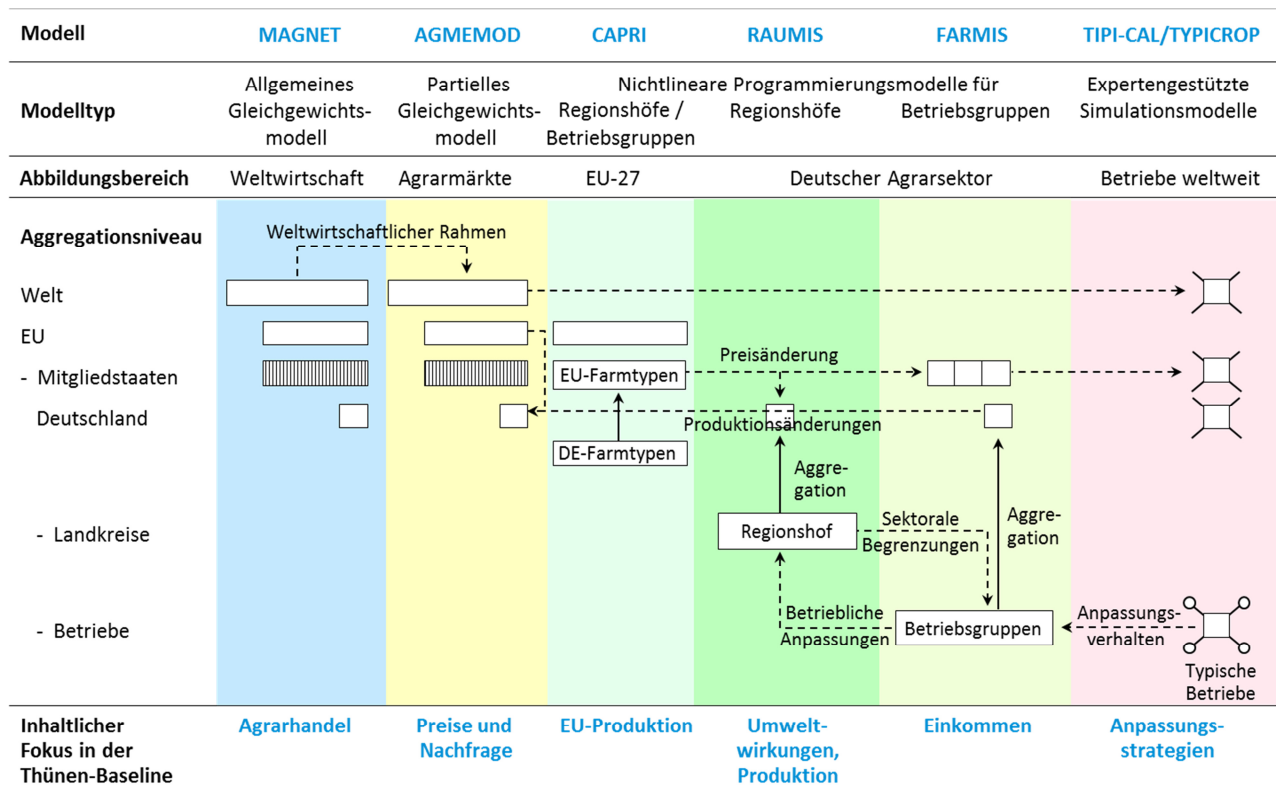 Modell MAGNET AGMEMOD CAPRI RAUMIS FARMIS TIPI-CAL/TYPICROP
Modelltyp
Allgemeines
Gleichgewichts-
modell
Partielles
Gleichgewichts-
modell
Nichtlineare Programmierungsmodelle für
Regionshöfe /
Betriebsgruppen
Regionshöfe
Betriebsgruppen
Expertengestützte
Simulationsmodelle
Abbildungsbereich Weltwirtschaft Agrarmärkte EU-27 Deutscher Agrarsektor Betriebe weltweit
Aggregationsniveau
Weltwirtschaftlicher Rahmen
Welt
EU
- Mitgliedstaaten
EU-Farmtypen
Preisänderung
Deutschland
Produktionsänderungen
DE-Farmtypen
Aggre-
gation
- Landkreise
Regionshof
Sektorale
Begrenzungen
Aggre-
gation
- Betriebe
Betriebliche
Anpassungen
Betriebsgruppen
Anpassungs-
verhalten
Typische
Betriebe
Inhaltlicher
Fokus in der
Thünen-Baseline
Agrarhandel
Preise und
Nachfrage
EU-Produktion
Umwelt-
wirkungen,
Produktion
Einkommen
Anpassungs-
strategien